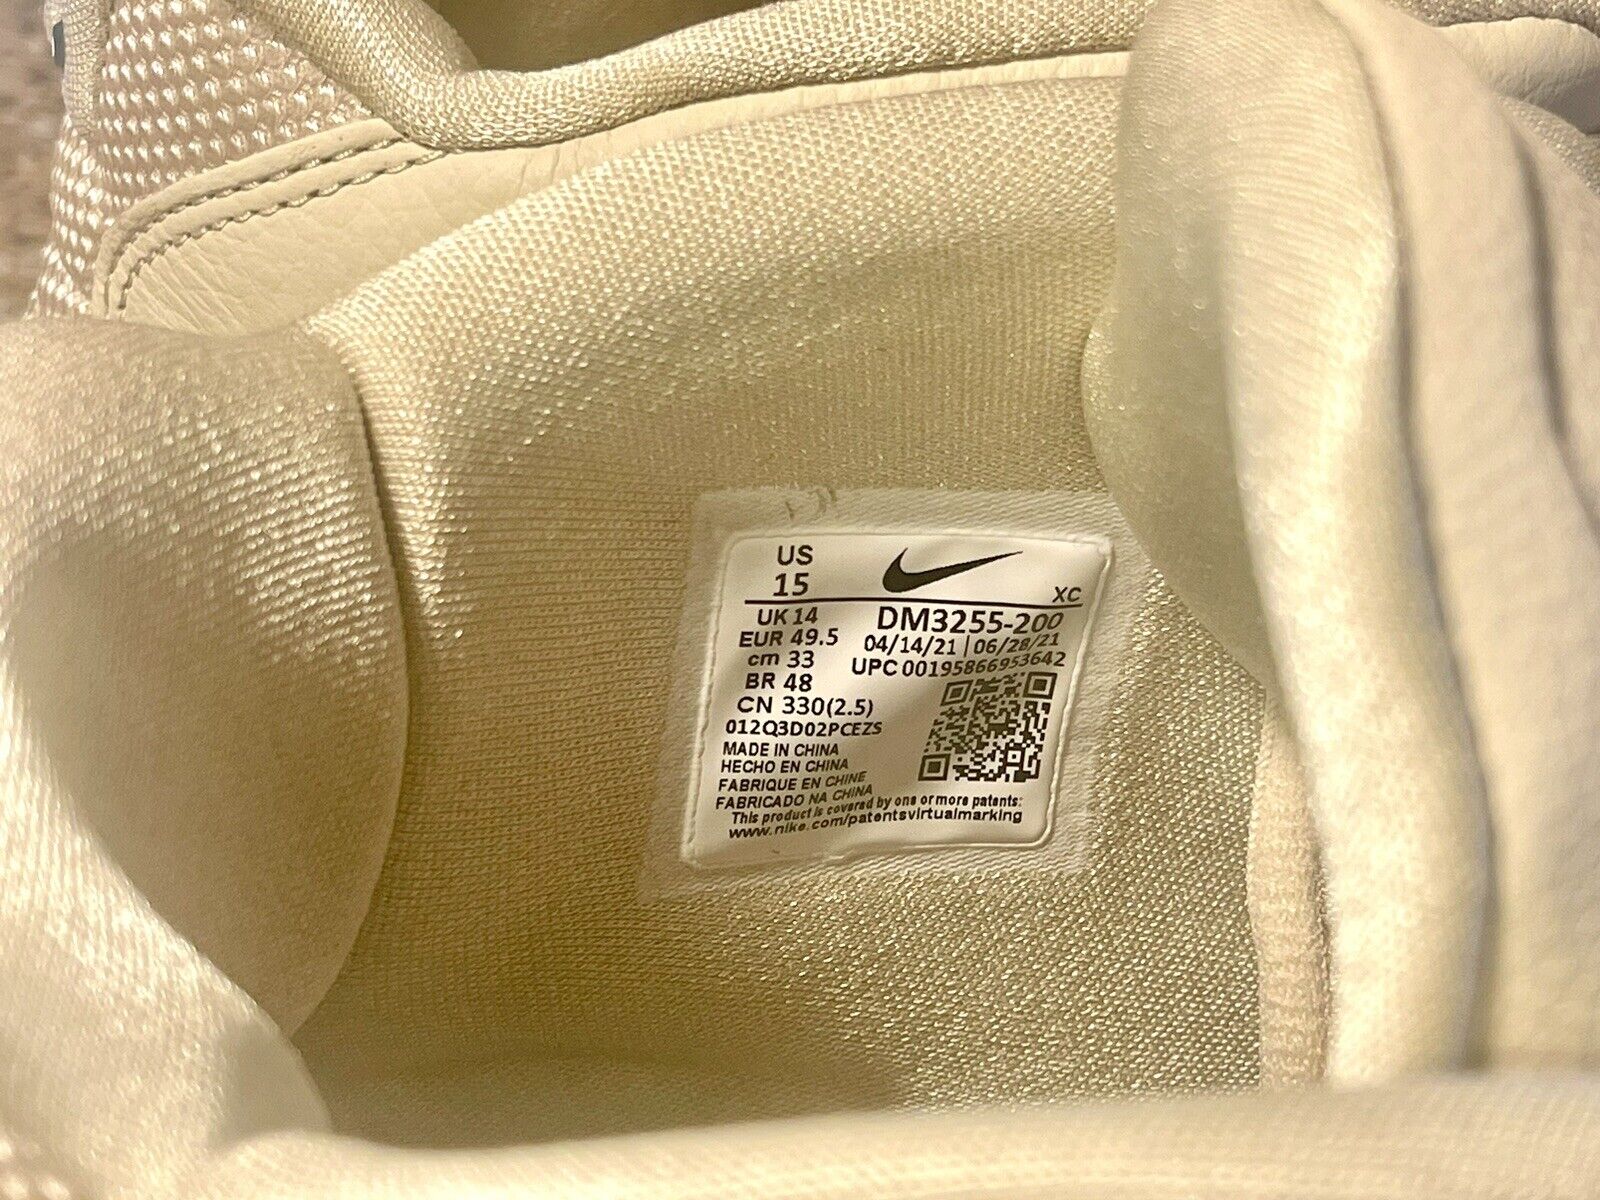 US
15
XC
UK 14
EUR 49.5
cm 33
BR 48
CN 330(2.5)
DM3255-200
04/14/21 | 06/28/21
UPC 00195866953642
012Q3D02PCEZS
MADE IN CHINA
HECHO EN CHINA
FABRIQUE EN CHINE
FABRICADO NA CHINA
This product is covered by one or more patents:
www.nike.com/patentsvirtualmarking